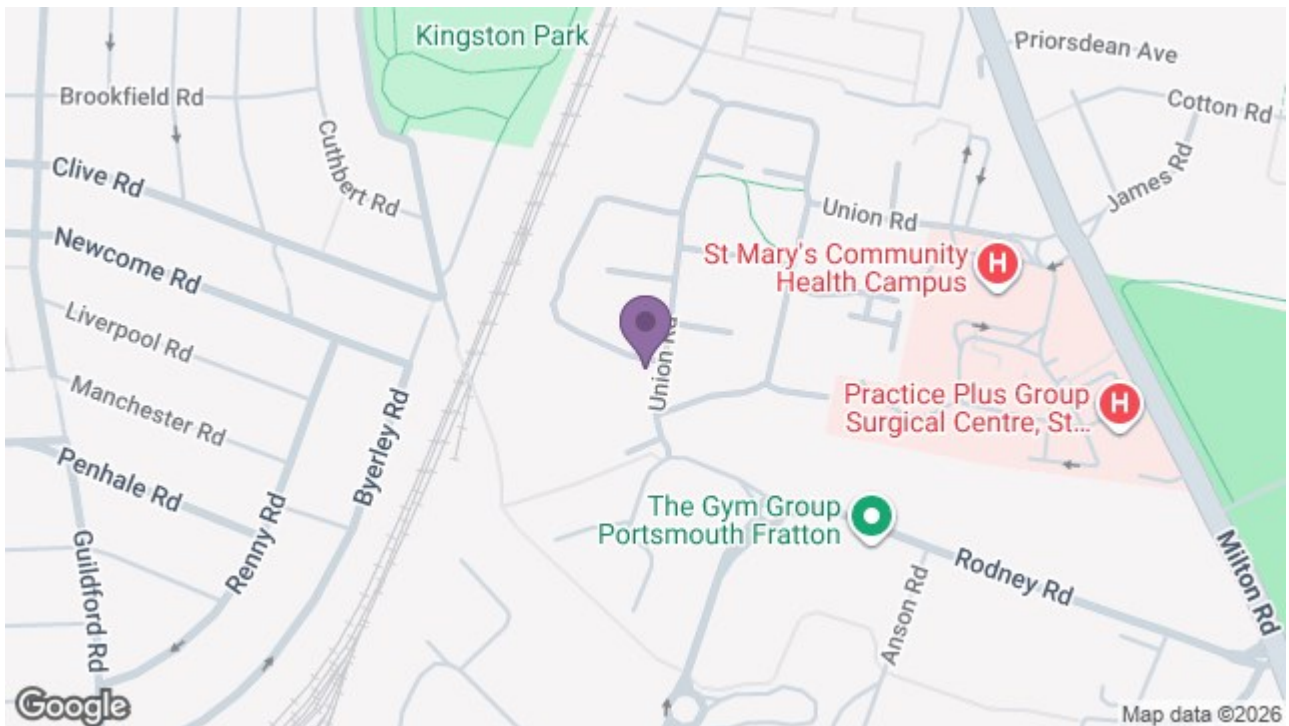 Kingston Park
Priorsdean Ave
Brookfield Rd
Cotton Rd
Cuthbert Rd
Clive Rd
James Rd
Union Rd
Newcome Rd
St Mary's Community
Health Campus
H
Liverpool Rd
Union Rd
Manchester Rd
Practice Plus Group
Surgical Centre, St...
H
Byerley Rd
Penhale Rd
The Gym Group
Portsmouth Fratton
Renny Rd
Guildford Rd
Rodney Rd
Milton Rd
Anson Rd
Google
Map data ©2026